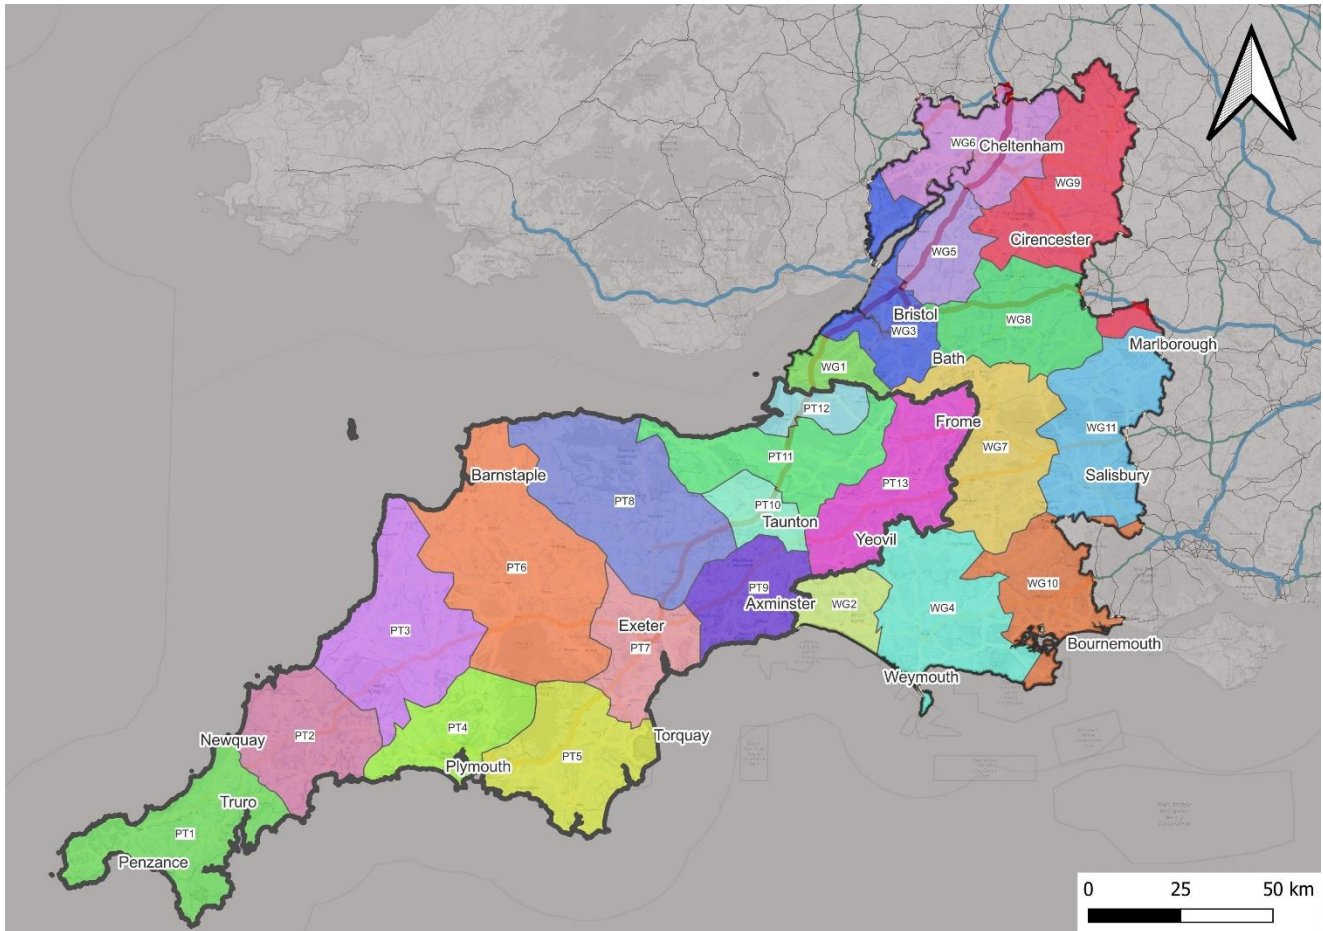 WG6
Cheltenham
WG9
Cirencester
WG5
Bristol
WG3
WG8
Marlborough
Bath
WG1
PT12
Frome
WG11
WG7
PT11
Barnstaple
Salisbury
PT13
PT8
PT10
Taunton
Yeovil
PT6
PT9
WG10
Axminster
WG2
WG4
Exeter
PT3
PT7
Bournemouth
Weymouth
PT4
Newquay
PT2
Torquay
PT5
Plymouth
Truro
PT1
Penzance
0 25 50 km